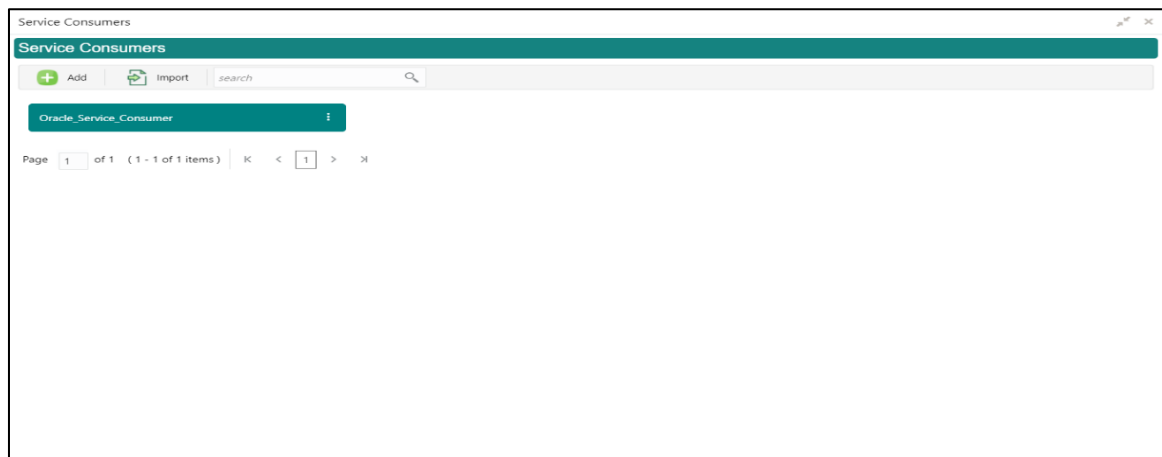 Service Consumers
Service Consumers
Add Import search
Oracle_Service_Consumer
Page 1 of 1 ( 1 - 1 of 1 items ) 1